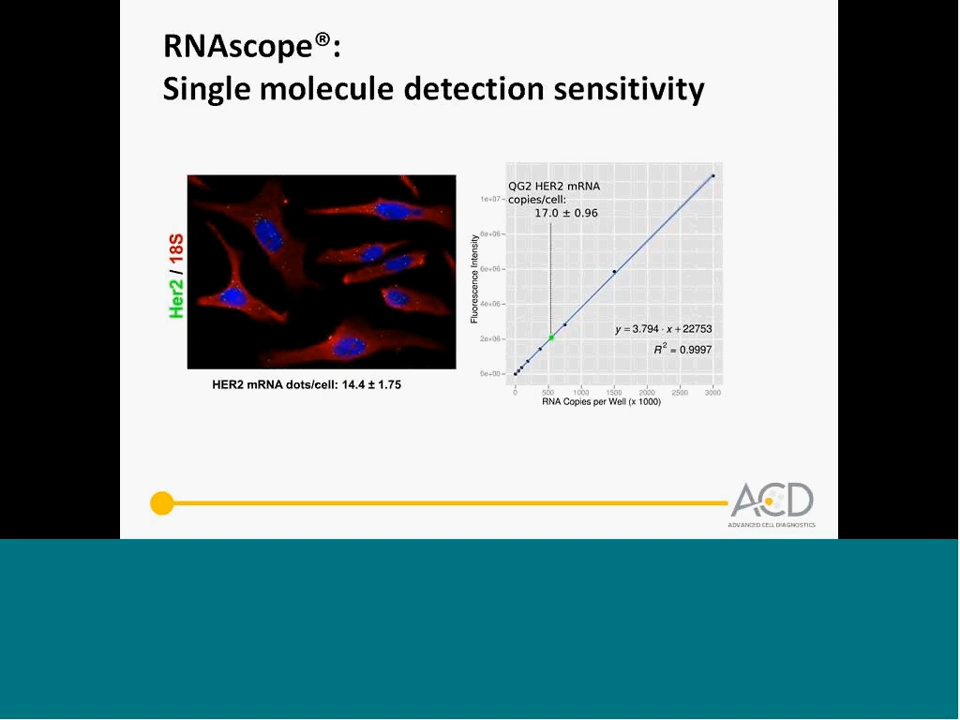 RNAscope®:
Single molecule detection sensitivity
Her2 / 18S
HER2 mRNA dots/cell: 14.4 ± 1.75
QG2 HER2 mRNA
copies/cell:
17.0 ± 0.96
Fluorescence Intensity
1e+07
8e+06
6e+06
4e+06
2e+06
0e+00
y = 3.794 · x + 22753
R² = 0.9997
0 500 1000 1500 2000 2500 3000
RNA Copies per Well (x 1000)
ACD
ADVANCED CELL DIAGNOSTICS